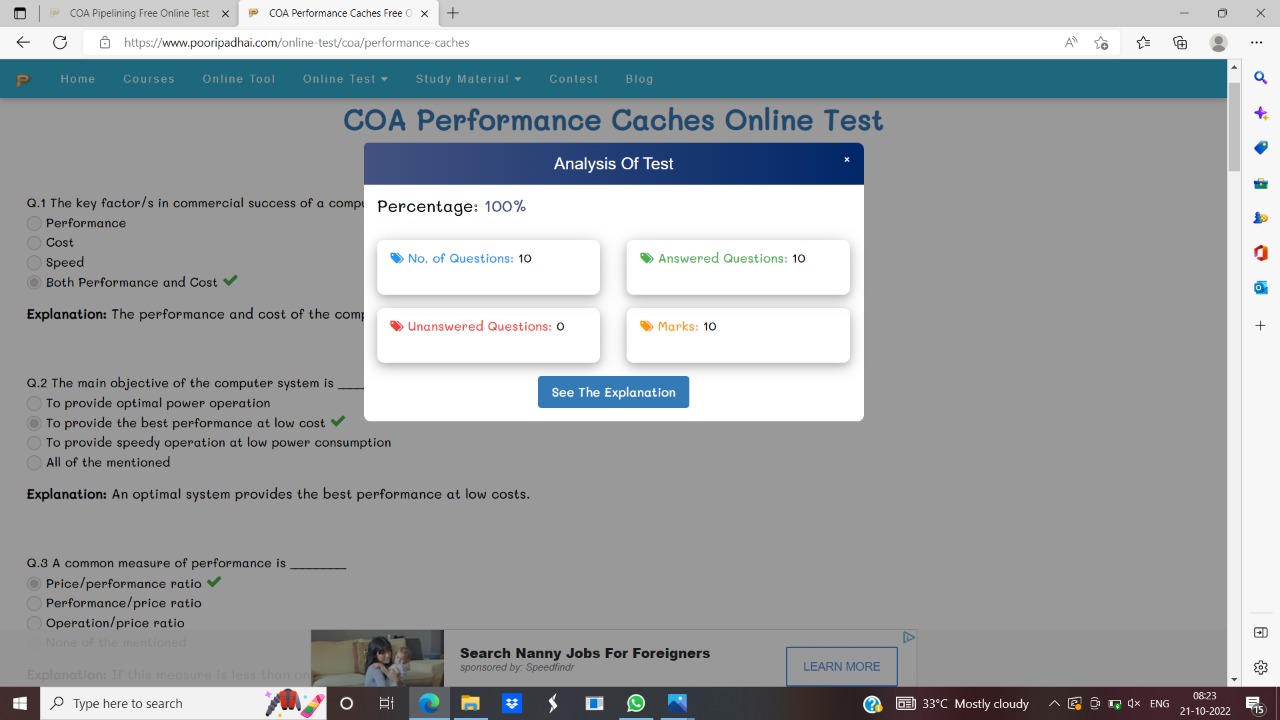 COA Pipelining Free Online Test
COA Performance Caches Free O
https://www.pooripadhai.com/online-test/coa/performance-caches
Home Courses Online Tool Online Test Study Material Contest Blog
COA Performance Caches Online Test
Analysis Of Test
×
Percentage: 100%
No. of Questions: 10
Answered Questions: 10
Unanswered Questions: 0
Marks: 10
See The Explanation
Q.1 The key factor/s in commercial success of a compu
Performance
Cost
Speed
Both Performance and Cost
Explanation: The performance and cost of the comp
Q.2 The main objective of the computer system is ____
To provide optimal power operation
To provide the best performance at low cost
To provide speedy operation at low power consumption
All of the mentioned
Explanation: An optimal system provides the best performance at low costs.
Q.3 A common measure of performance is ________
Price/performance ratio
Performance/price ratio
Operation/price ratio
None of the mentioned
Explanation: If this measure is less than or
Search Nanny Jobs For Foreigners
sponsored by: Speedfindr
LEARN MORE
Type here to search
33°C Mostly cloudy
ENG
08:23
21-10-2022
15